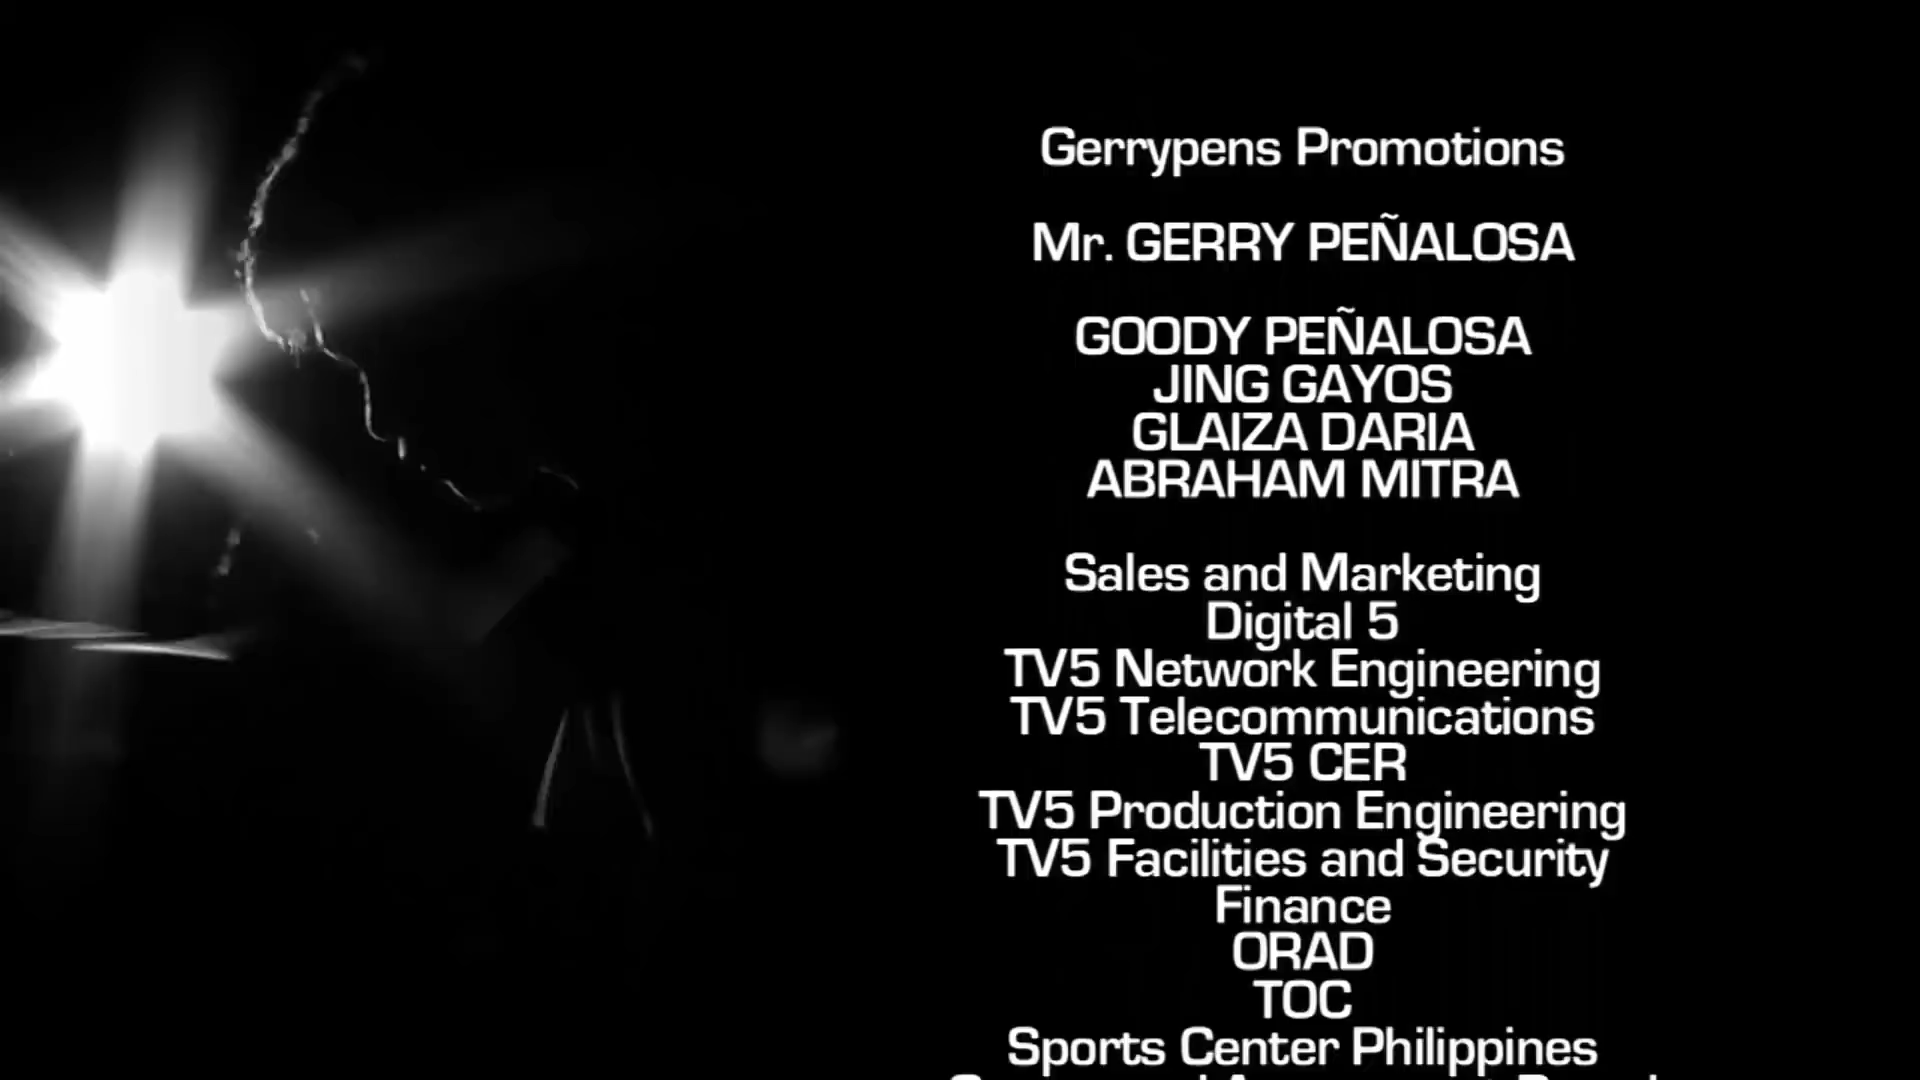 Gerrypens Promotions
Mr. GERRY PEÑALOSA
GOODY PEÑALOSA
JING GAYOS
GLAIZA DARIA
ABRAHAM MITRA
Sales and Marketing
Digital 5
TV5 Network Engineering
TV5 Telecommunications
TV5 CER
TV5 Production Engineering
TV5 Facilities and Security
Finance
ORAD
TOC
Sports Center Philippines